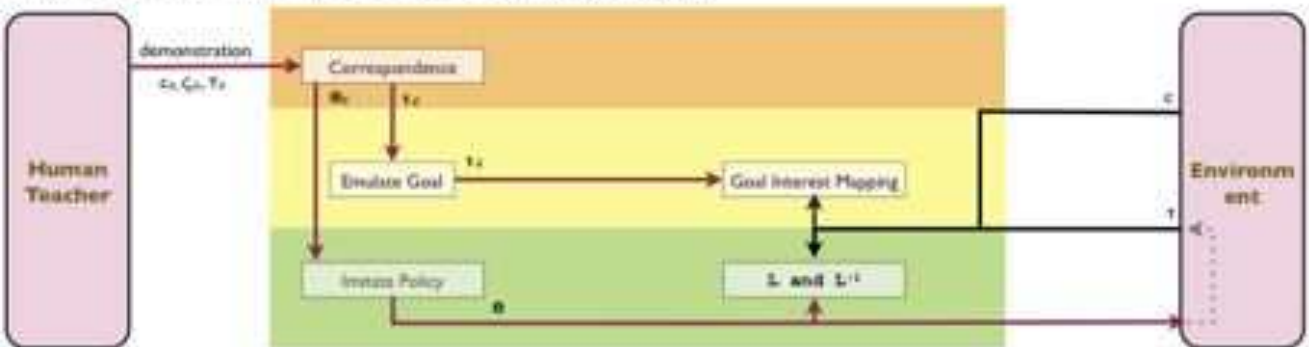 demonstration
Correspondence
Human
Teacher
Emulate Goal
Goal Interest Mapping
Environm
ent
C
T
Imitate Policy
L and L⁻¹
θ